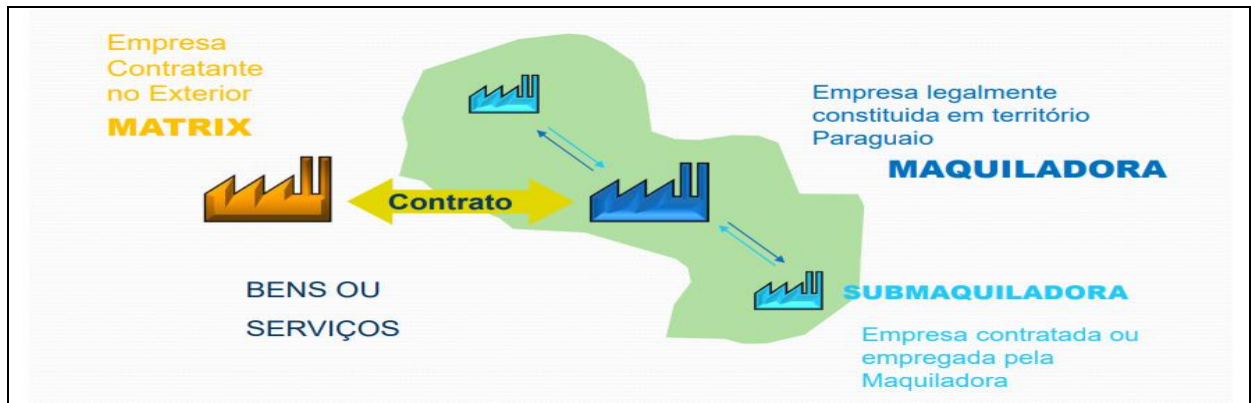 Empresa
Contratante
no Exterior
MATRIX
Contrato
BENS OU
SERVIÇOS
Empresa legalmente
constituida em território
Paraguaio
MAQUILADORA
SUBMAQUILADORA
Empresa contratada ou
empregada pela
Maquiladora